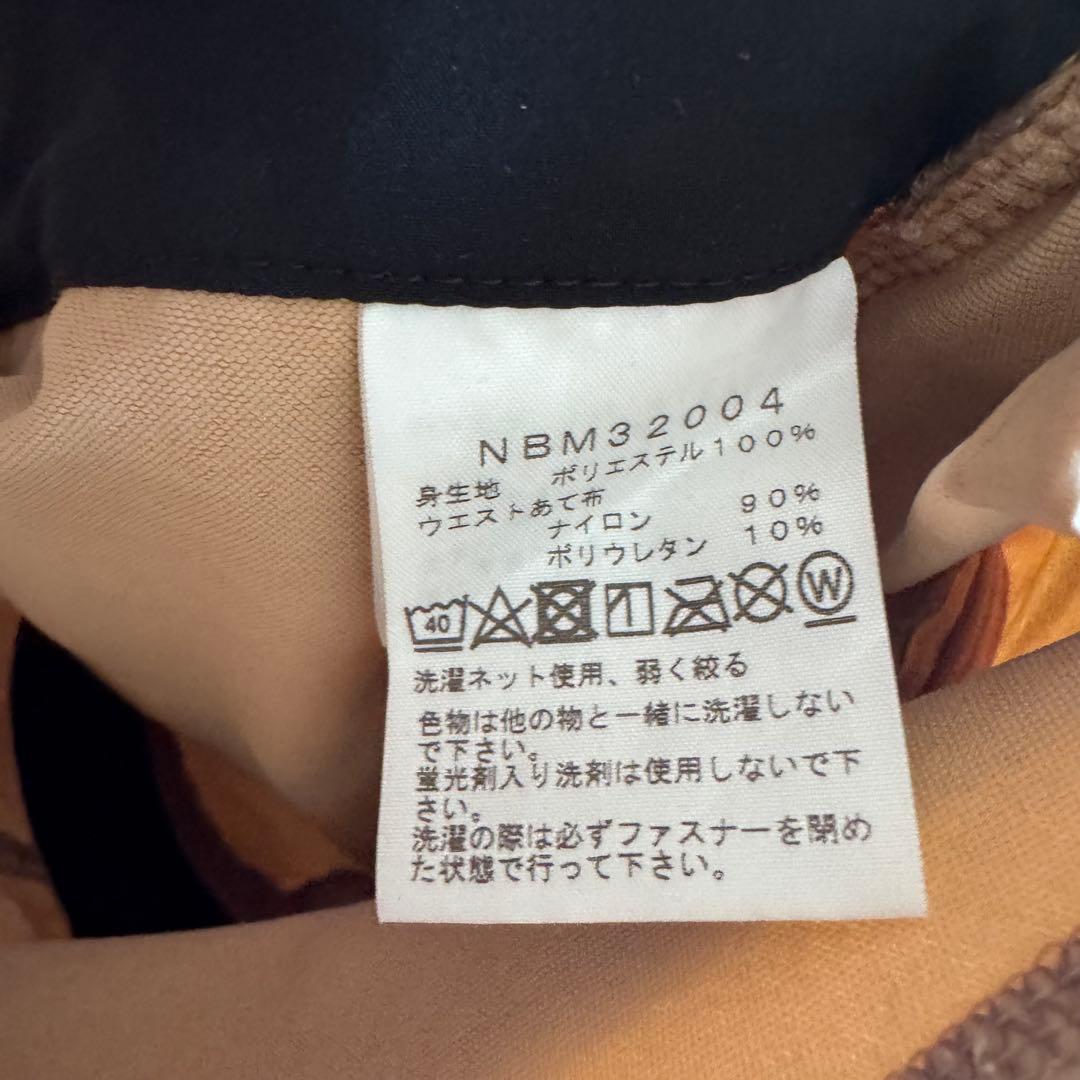 NBM32004
身生地 ポリエステル100%
ウエストあて布
ナイロン 90%
ポリウレタン 10%
40 W
洗濯ネット使用、弱く絞る
色物は他の物と一緒に洗濯しない
で下さい。
蛍光剤入り洗剤は使用しないで下
さい。
洗濯の際は必ずファスナーを閉め
た状態で行って下さい。